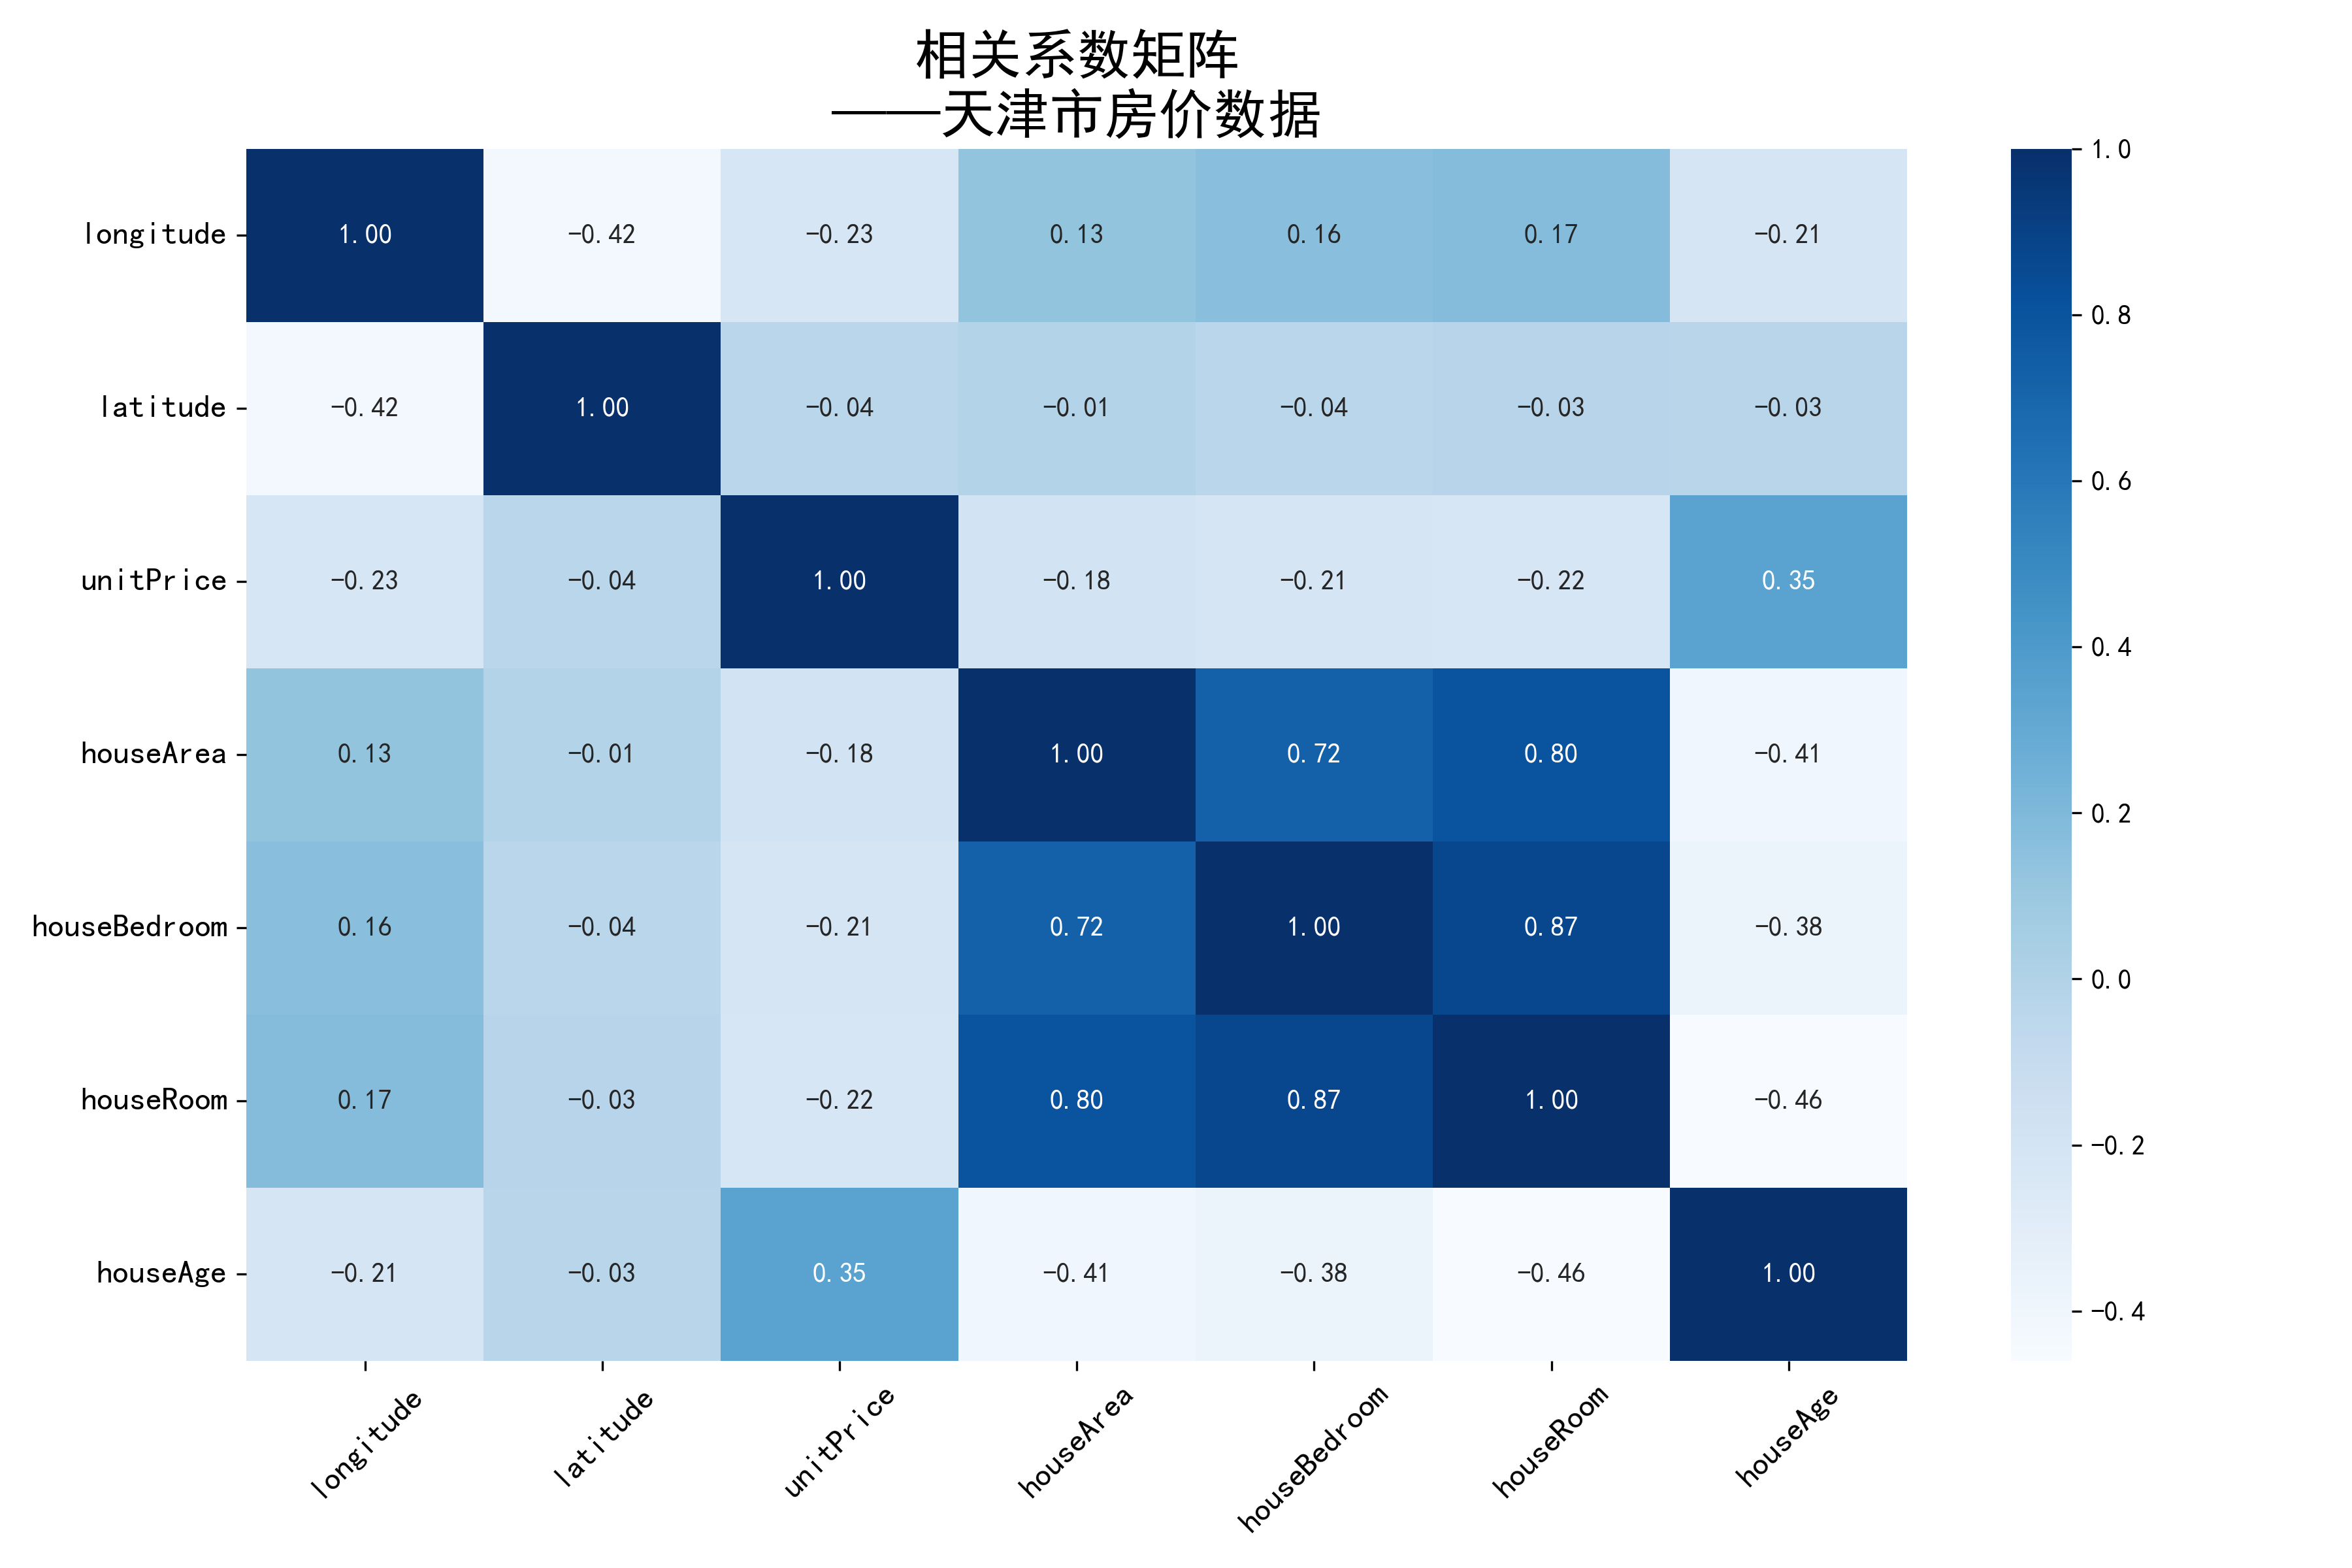 相关系数矩阵
——天津市房价数据
longitude 1.00 -0.42 -0.23 0.13 0.16 0.17 -0.21
latitude -0.42 1.00 -0.04 -0.01 -0.04 -0.03 -0.03
unitPrice -0.23 -0.04 1.00 -0.18 -0.21 -0.22 0.35
houseArea 0.13 -0.01 -0.18 1.00 0.72 0.80 -0.41
houseBedroom 0.16 -0.04 -0.21 0.72 1.00 0.87 -0.38
houseRoom 0.17 -0.03 -0.22 0.80 0.87 1.00 -0.46
houseAge -0.21 -0.03 0.35 -0.41 -0.38 -0.46 1.00
longitude latitude unitPrice houseArea houseBedroom houseRoom houseAge
1.0
0.8
0.6
0.4
0.2
0.0
-0.2
-0.4